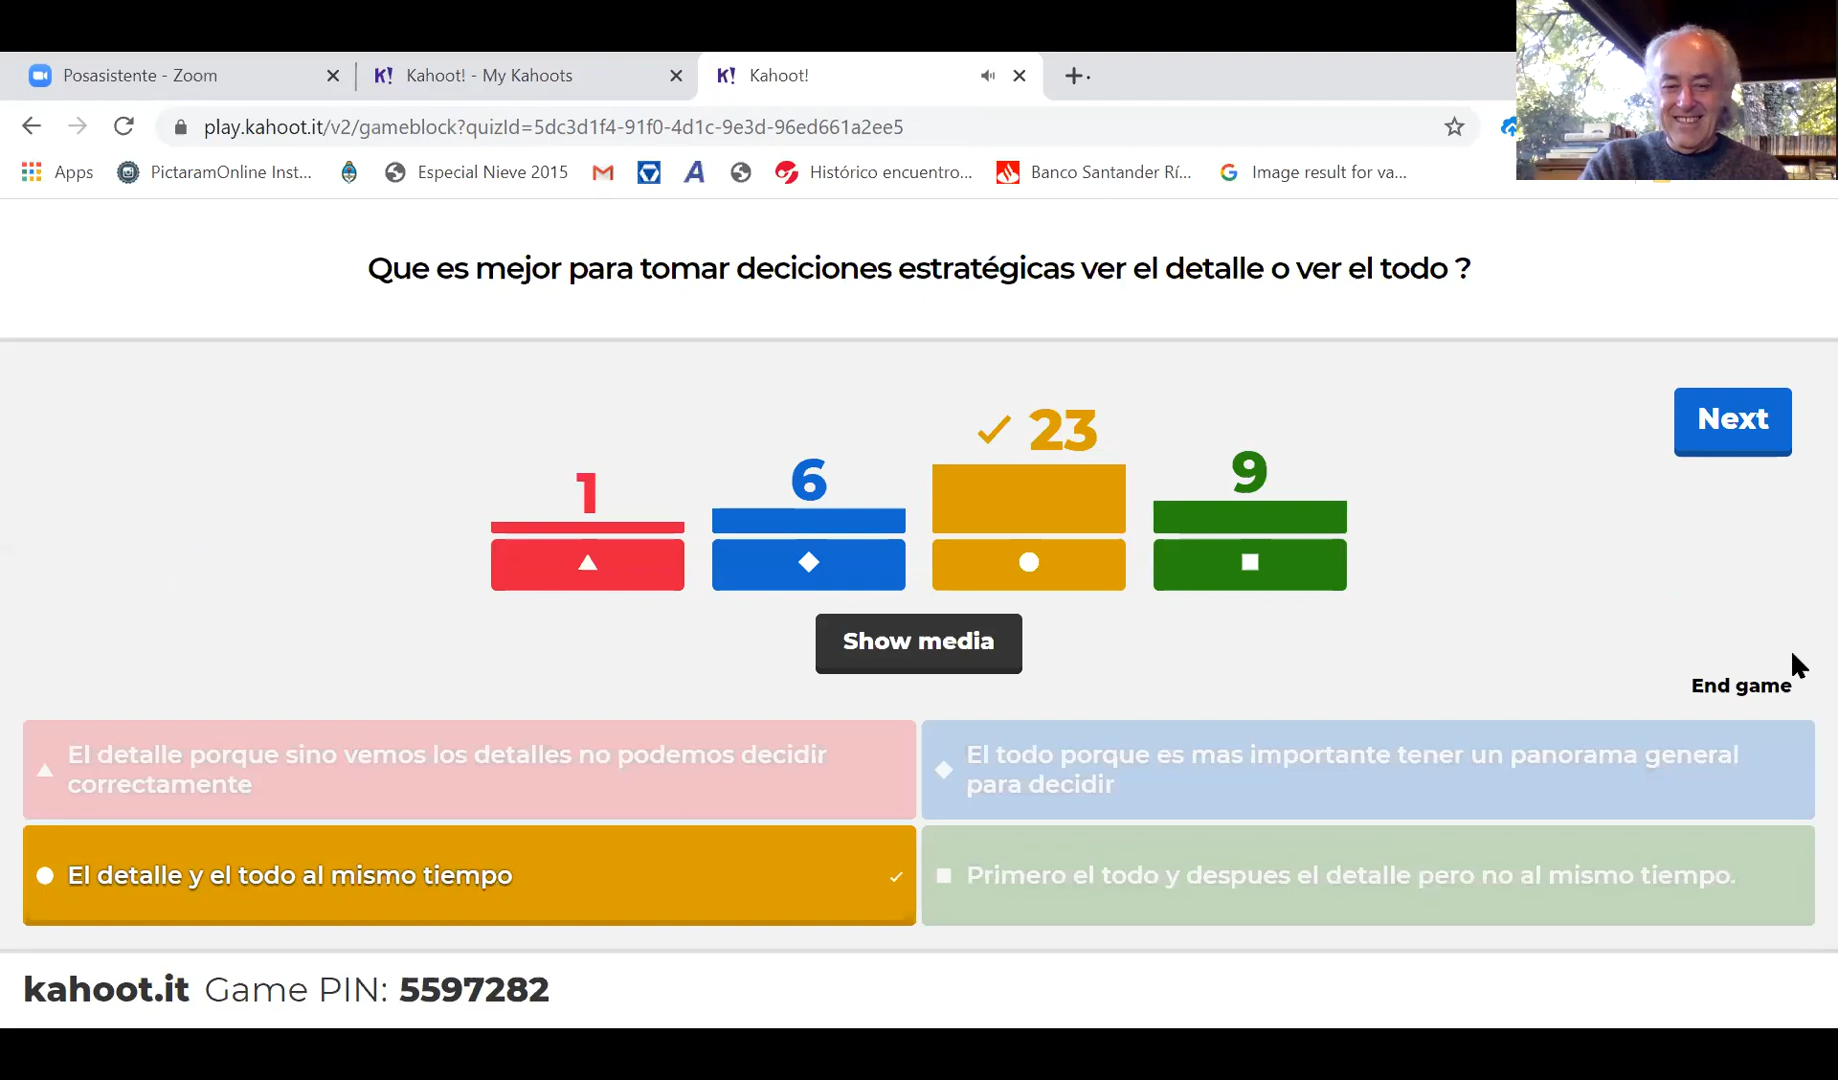 Posasistente - Zoom
K! Kahoot! - My Kahoots
K! Kahoot!
play.kahoot.it/v2/gameblock?quizId=5dc3d1f4-91f0-4d1c-9e3d-96ed661a2ee5
Apps PictaramOnline Inst... Especial Nieve 2015 Histórico encuentro... Banco Santander Rí... Image result for va...
Que es mejor para tomar deciciones estratégicas ver el detalle o ver el todo ?
Next
1 6 23 9
Show media
End game
El detalle porque sino vemos los detalles no podemos decidir
correctamente
El todo porque es mas importante tener un panorama general
para decidir
El detalle y el todo al mismo tiempo
Primero el todo y despues el detalle pero no al mismo tiempo.
kahoot.it Game PIN: 5597282